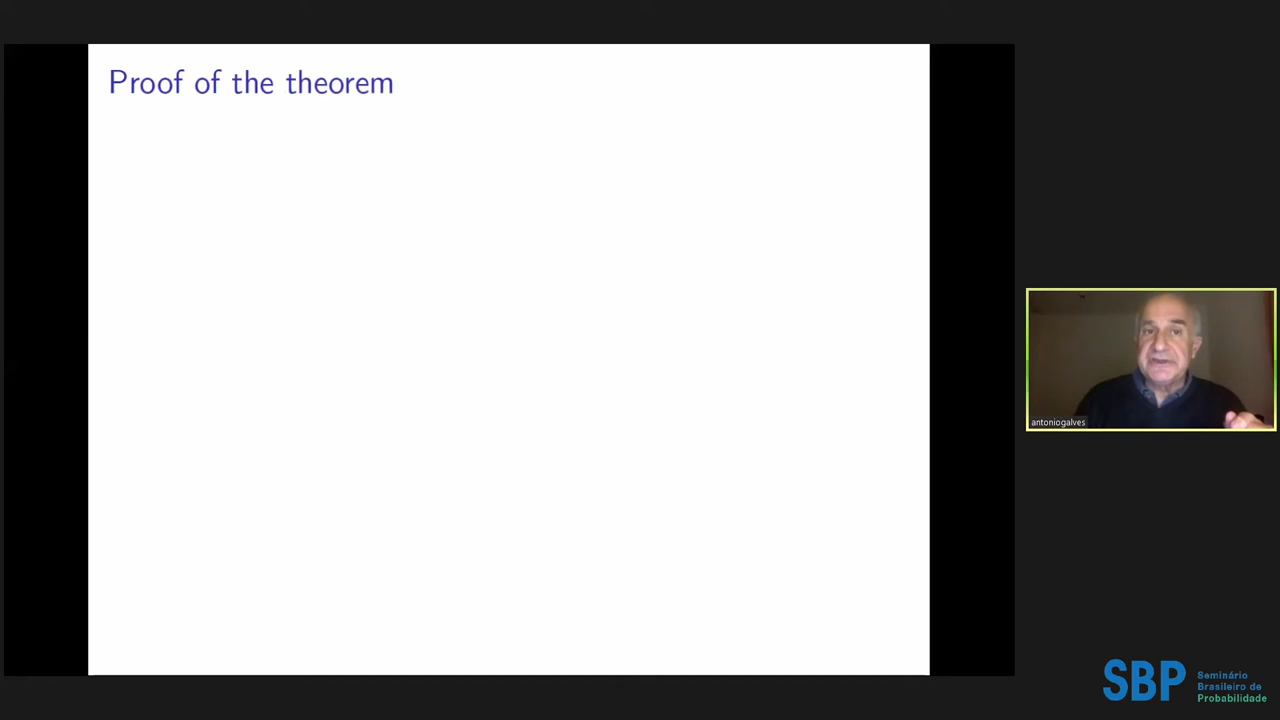 Proof of the theorem
antoniogalves
SBP
Seminário
Brasileiro de
Probabilidade